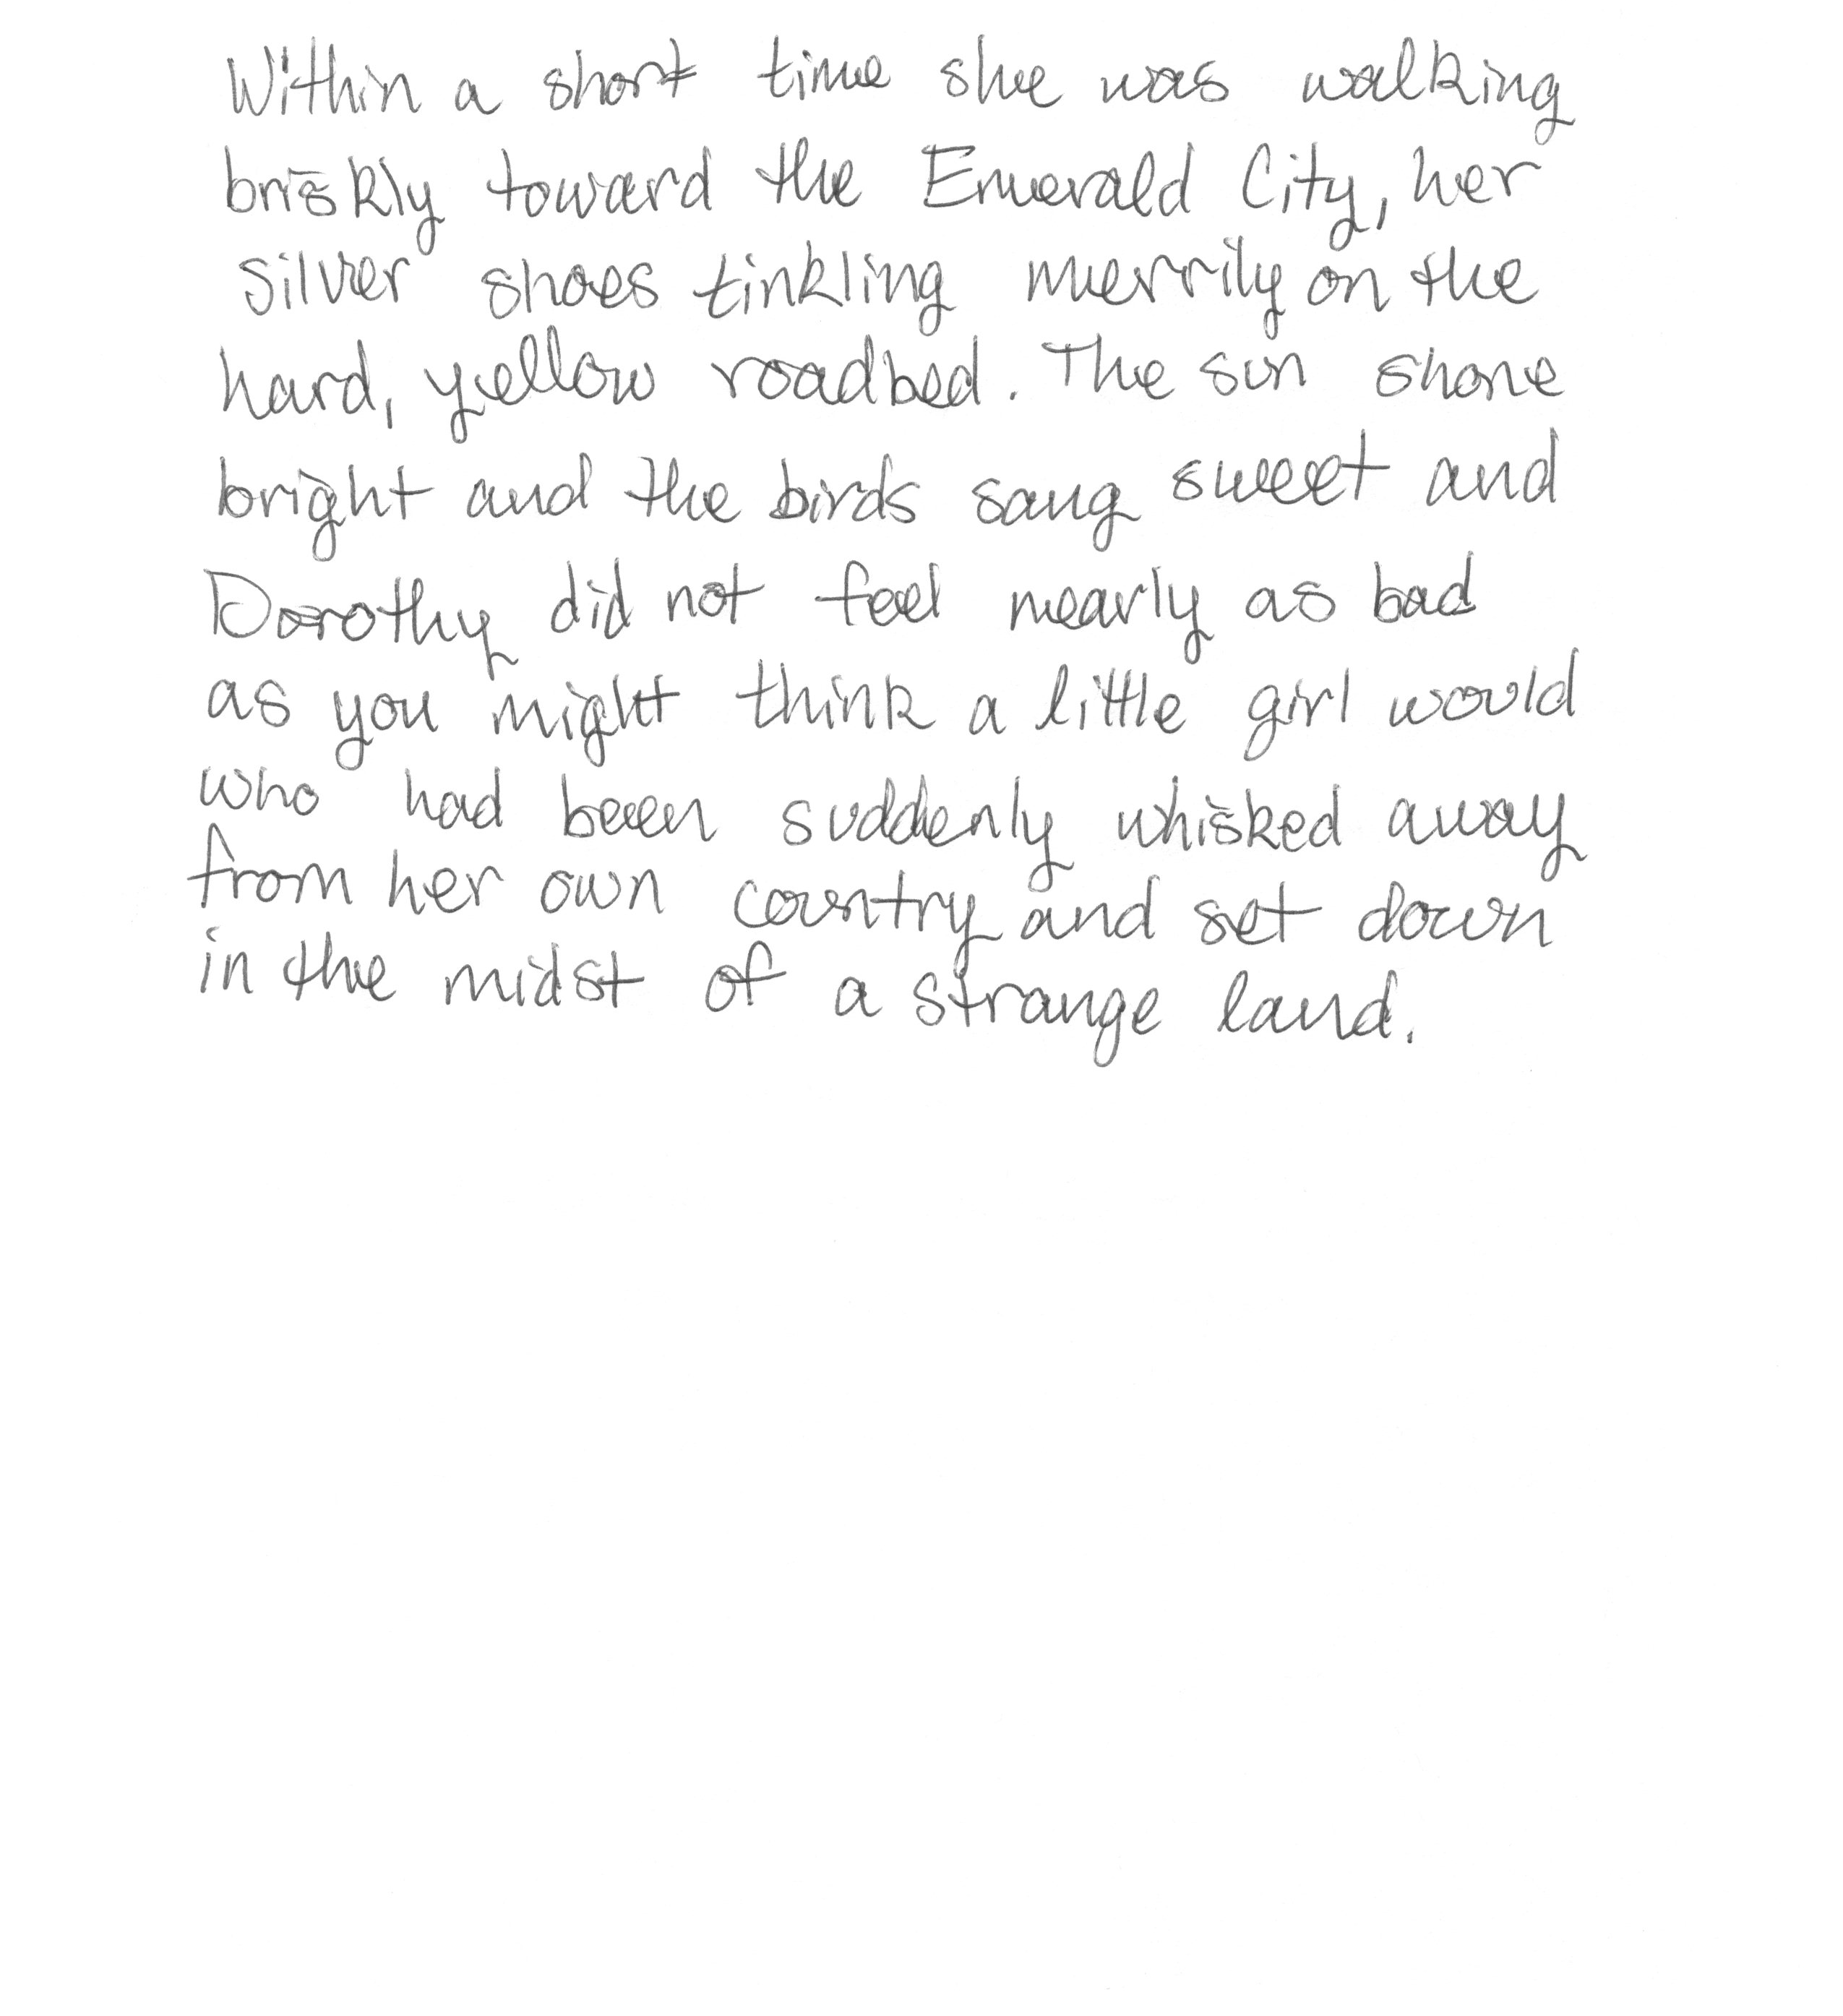 Within a short time she was walking
briskly toward the Emerald City, her
silver shoes tinkling merrily on the
hard, yellow roadbed. The sun shone
bright and the birds sang sweet and
Dorothy did not feel nearly as bad
as you might think a little girl would
who had been suddenly whisked away
from her own country and set down
in the midst of a strange land.